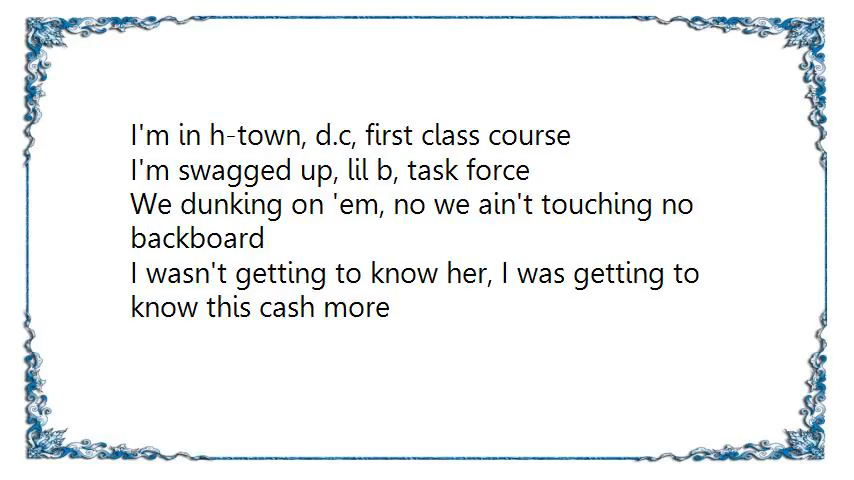 I'm in h-town, d.c, first class course
I'm swagged up, lil b, task force
We dunking on 'em, no we ain't touching no
backboard
I wasn't getting to know her, I was getting to
know this cash more